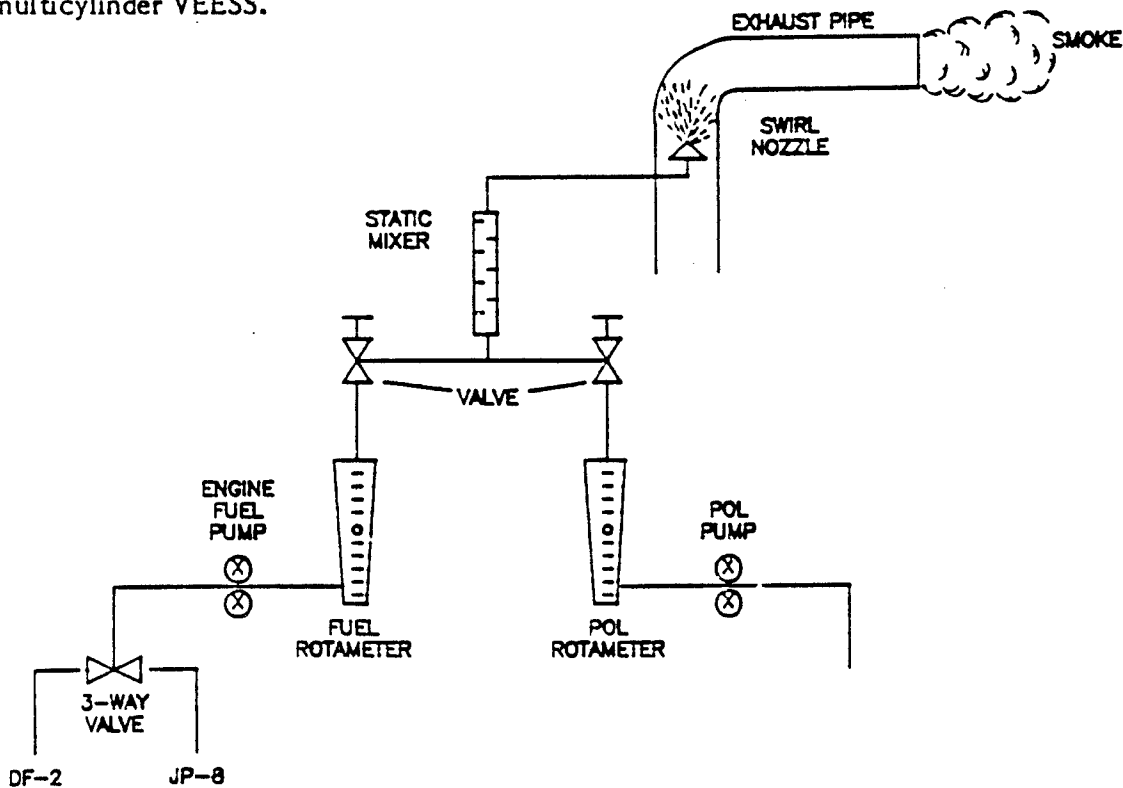 multicylinder VEESS.
EXHAUST PIPE
SMOKE
SWIRL
NOZZLE
STATIC
MIXER
VALVE
ENGINE
FUEL
PUMP
POL
PUMP
FUEL
ROTAMETER
POL
ROTAMETER
3-WAY
VALVE
DF-2
JP-8